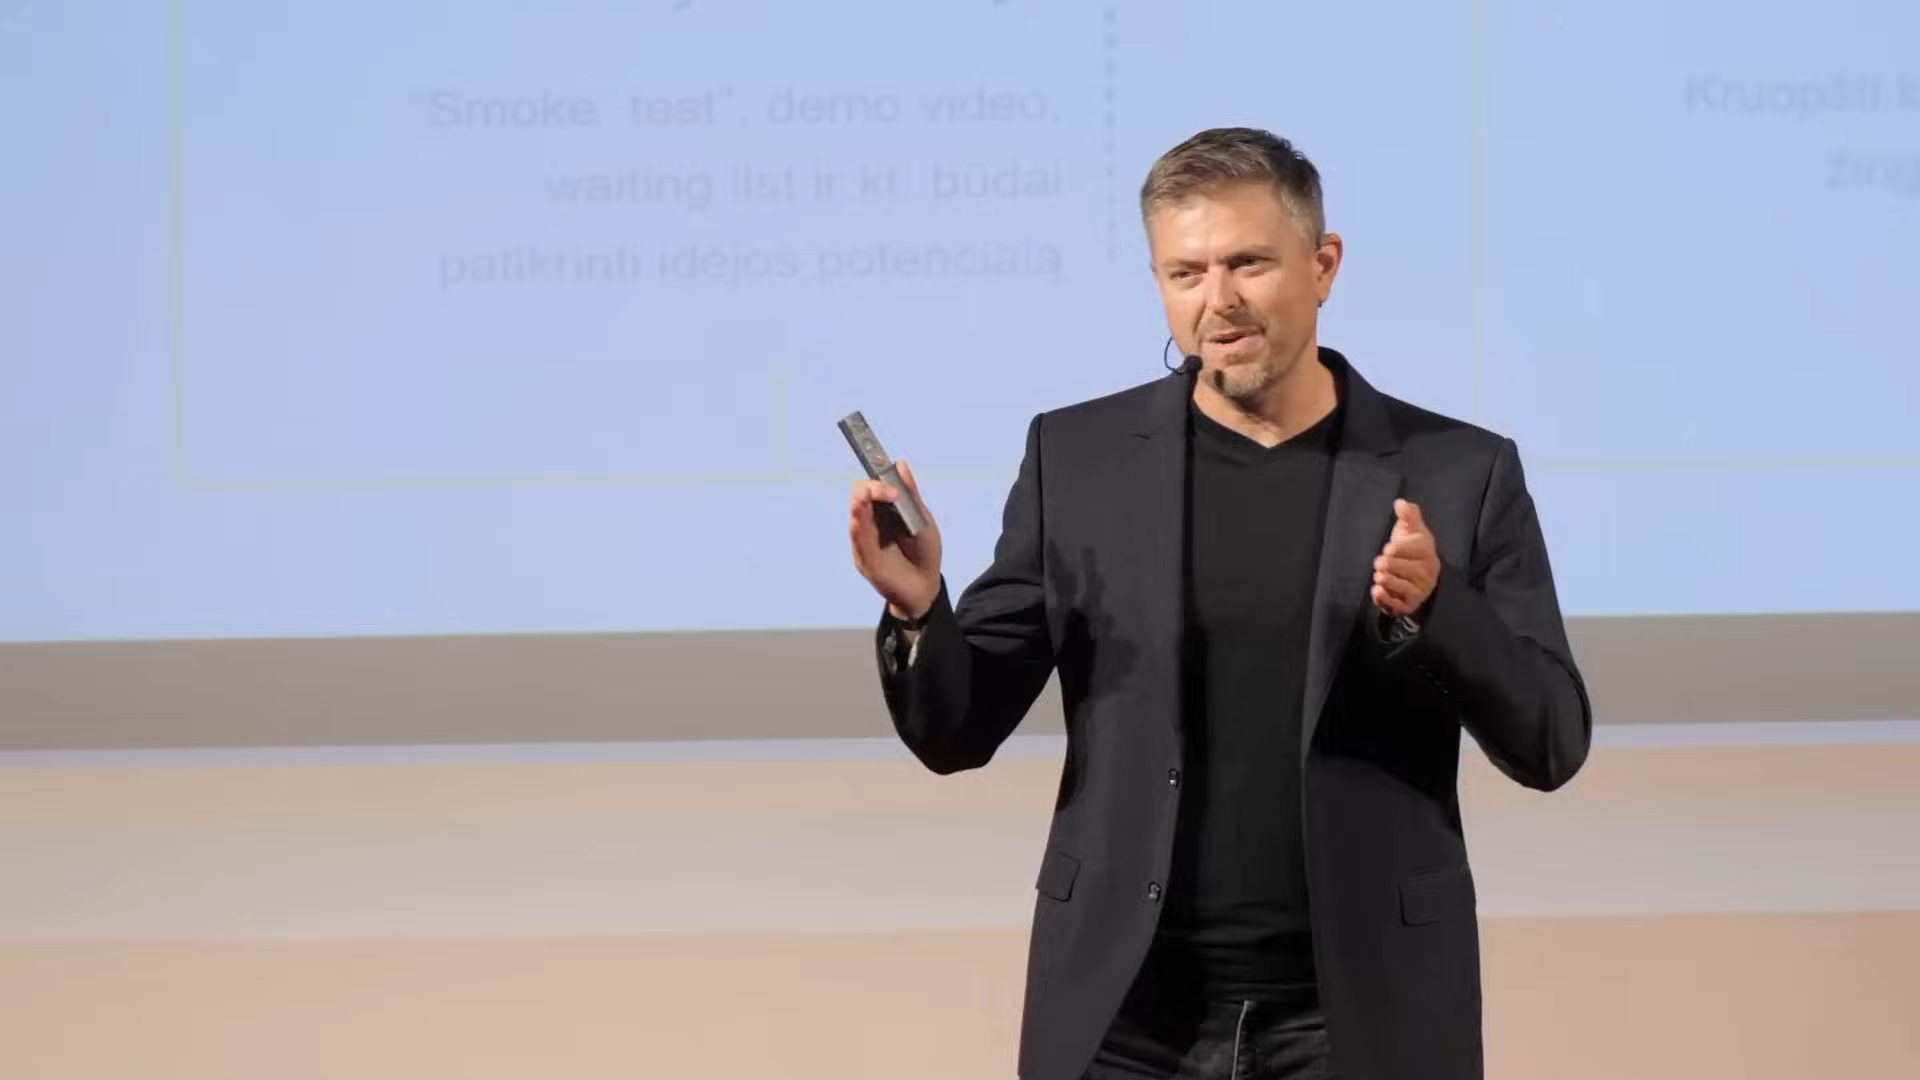 "Smoke test", demo video,
waiting list ir kt. būdai
patikrinti idėjos potencialą
Kruopšti